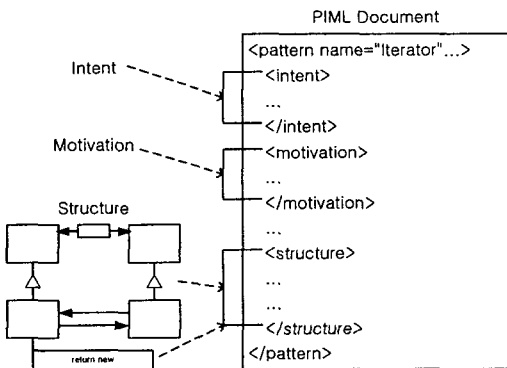 PIML Document
<pattern name="Iterator"...>
Intent
<intent>
...
</intent>
Motivation
<motivation>
...
</motivation>
...
Structure
<structure>
...
...
</structure>
return new
</pattern>